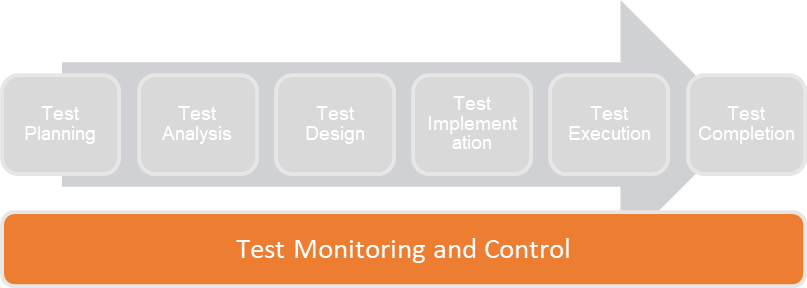 Test
Planning
Test
Analysis
Test
Design
Test
Implement
ation
Test
Execution
Test
Completion
Test Monitoring and Control